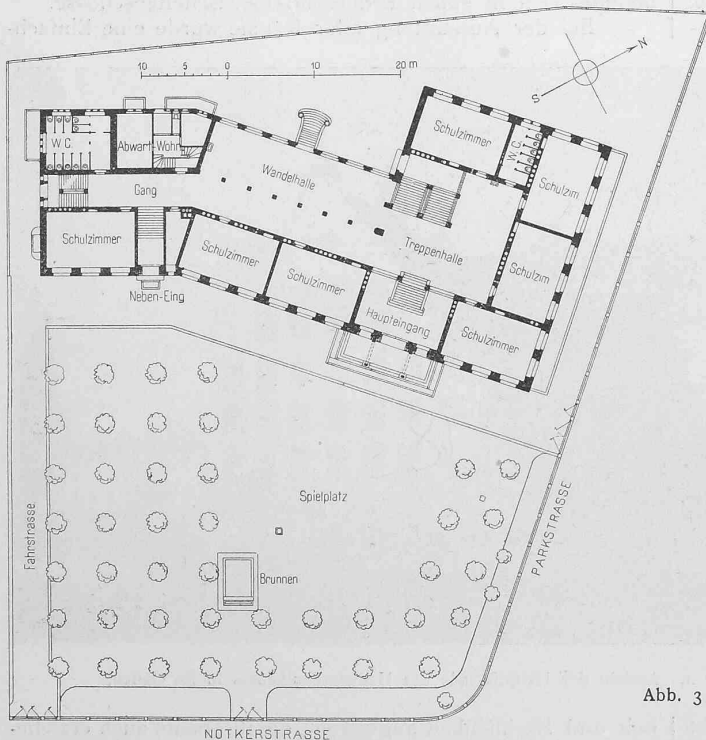 10 5 0 10 20 m
N
S
Schulzimmer
W.C.
W.C.
Abwart-Wohn.
Wandelhalle
Schulzim
Gang
Schulzimmer
Schulzimmer
Treppenhalle
Schulzim
Schulzimmer
Neben-Eing
Haupteingang
Schulzimmer
Spielplatz
Fahrstrasse
PARKSTRASSE
Brunnen
Abb. 3
NOTKERSTRASSE